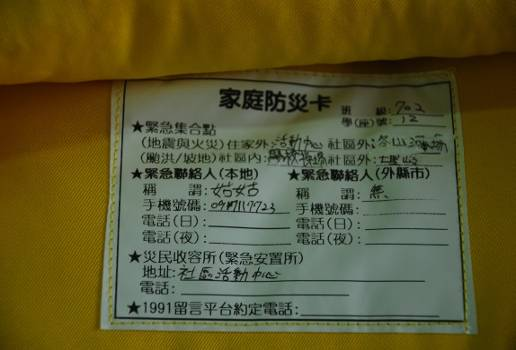 家庭防災卡
班 級: 702
學(座)號: 12
★緊急集合點
(地震與火災)住家外: 活動中心 社區外: 冬山河
(颱洪/坡地)社區內: 社區外:
★緊急聯絡人(本地) ★緊急聯絡人(外縣市)
稱 謂: 姑姑 稱 謂: 無
手機號碼: 手機號碼:
電話(日): 電話(日):
電話(夜): 電話(夜):
★災民收容所(緊急安置所)
地址: 社區活動中心
電話:
★1991留言平台約定電話: